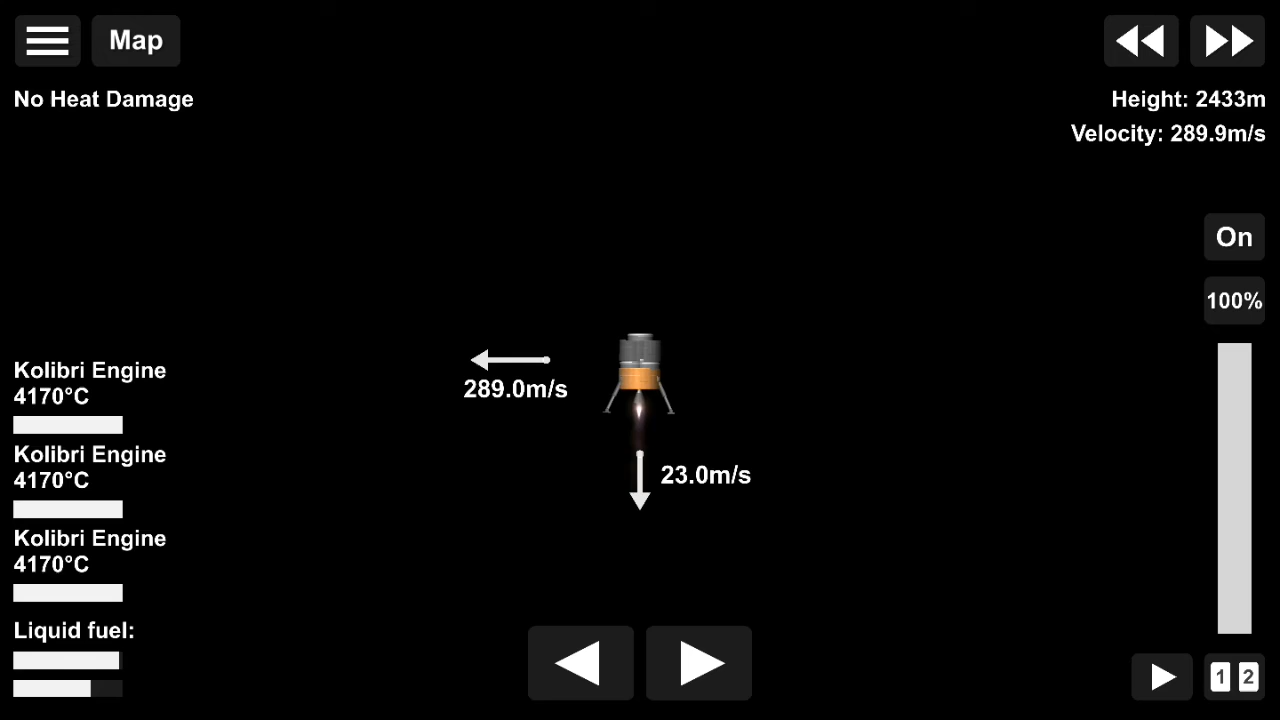 Map
No Heat Damage
Height: 2433m
Velocity: 289.9m/s
On
100%
289.0m/s
23.0m/s
Kolibri Engine
4170°C
Kolibri Engine
4170°C
Kolibri Engine
4170°C
Liquid fuel:
1 2